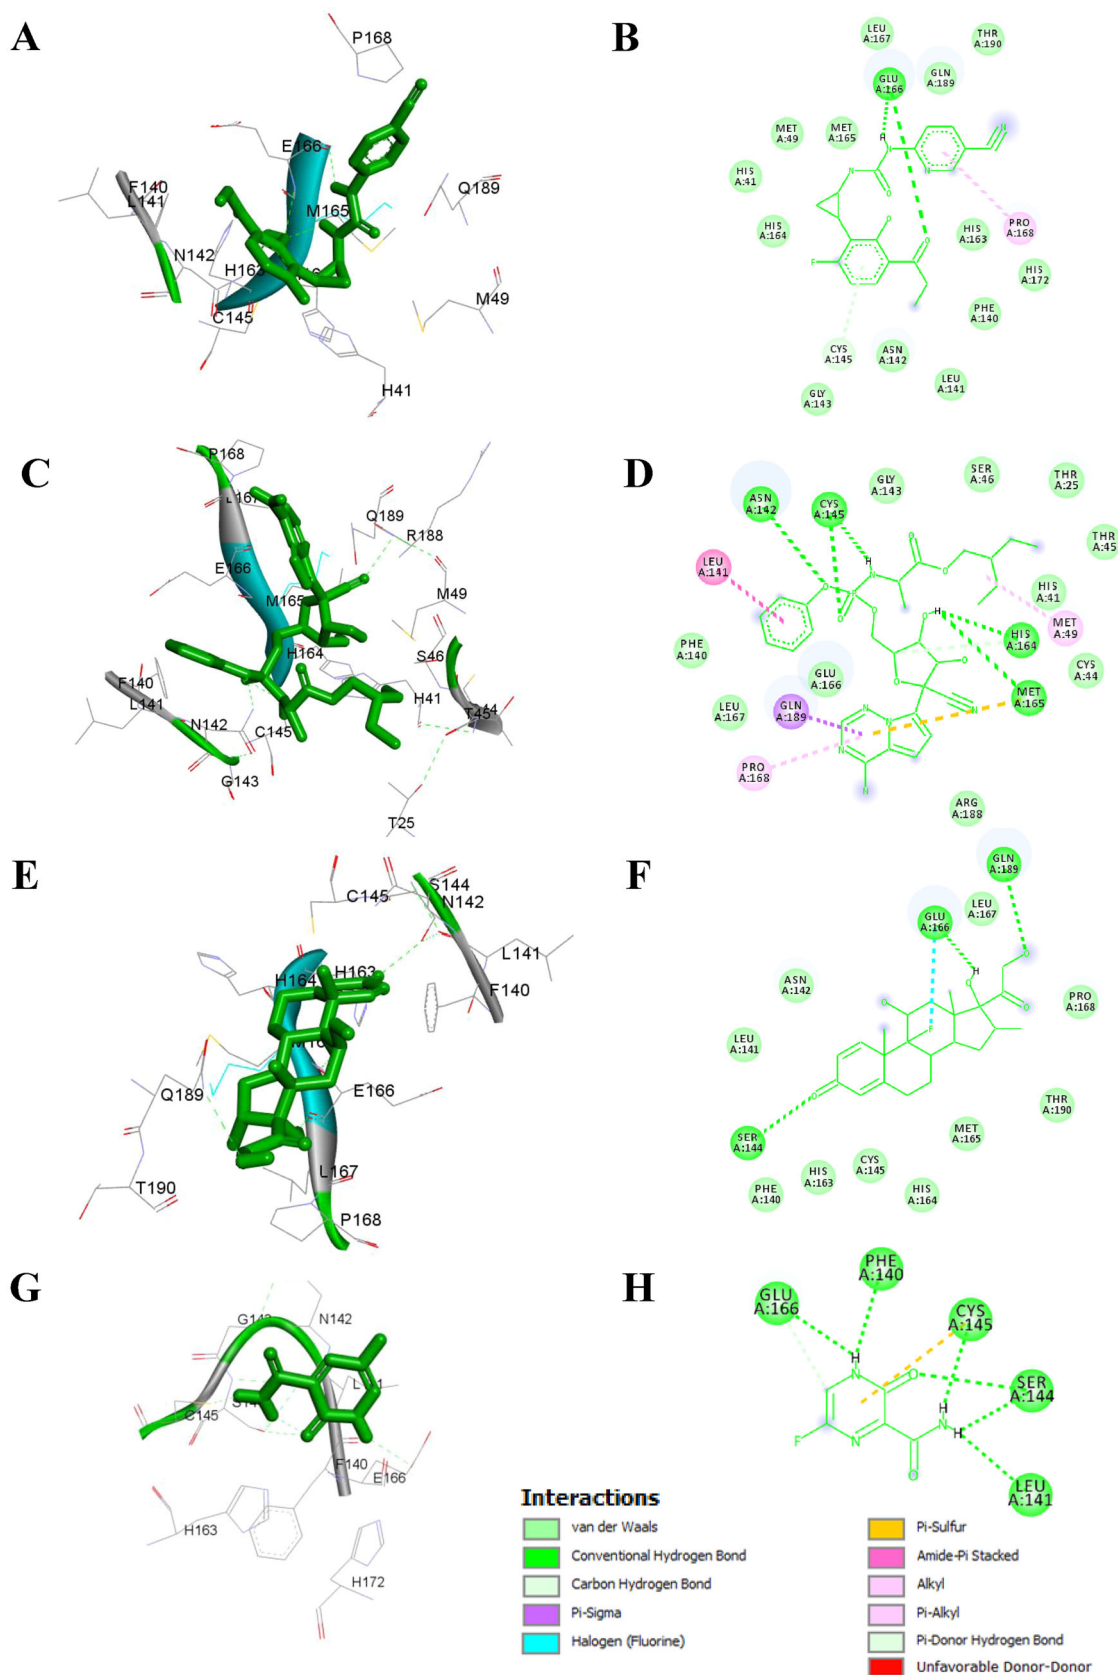 A
P168
E166
F140
L141
M165
Q189
N142
H163
M49
C145
H41
B
LEU
A:167
THR
A:190
GLU
A:166
GLN
A:189
MET
A:49
MET
A:165
HIS
A:41
HIS
A:164
HIS
A:163
PRO
A:168
HIS
A:172
PHE
A:140
CYS
A:145
ASN
A:142
LEU
A:141
GLY
A:143
H
N
N
N
N
O
O
O
F
C
P168
L167
Q189
R188
E166
M165
M49
H164
S46
F140
L141
H41
T45
N142
C145
G143
T25
D
ASN
A:142
CYS
A:145
GLY
A:143
SER
A:46
THR
A:25
THR
A:45
LEU
A:141
HIS
A:41
MET
A:49
PHE
A:140
HIS
A:164
CYS
A:44
GLU
A:166
LEU
A:167
GLN
A:189
MET
A:165
PRO
A:168
ARG
A:188
E
C145
S144
N142
L141
H164
H163
F140
Q189
E166
T190
L167
P168
F
GLN
A:189
GLU
A:166
LEU
A:167
ASN
A:142
PRO
A:168
LEU
A:141
THR
A:190
SER
A:144
MET
A:165
CYS
A:145
HIS
A:163
PHE
A:140
HIS
A:164
G
N142
C145
F140
E166
H163
H172
H
PHE
A:140
GLU
A:166
CYS
A:145
SER
A:144
LEU
A:141
H
N
O
H
N
H
F
N
O
Interactions
van der Waals
Conventional Hydrogen Bond
Carbon Hydrogen Bond
Pi-Sigma
Halogen (Fluorine)
Pi-Sulfur
Amide-Pi Stacked
Alkyl
Pi-Alkyl
Pi-Donor Hydrogen Bond
Unfavorable Donor-Donor